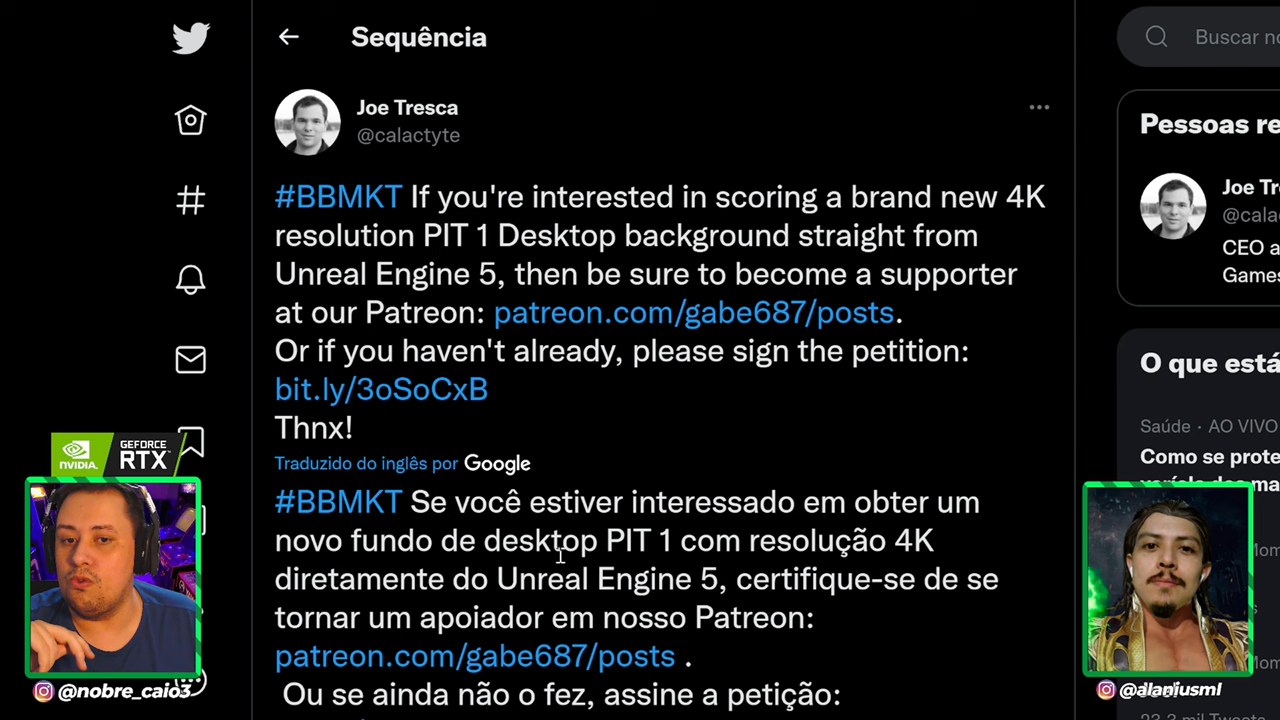 Sequência
Buscar no
Joe Tresca
@calactyte
Pessoas re
#BBMKT If you're interested in scoring a brand new 4K
resolution PIT 1 Desktop background straight from
Unreal Engine 5, then be sure to become a supporter
at our Patreon: patreon.com/gabe687/posts.
Or if you haven't already, please sign the petition:
bit.ly/3oSoCxB
Thnx!
Traduzido do inglês por Google
#BBMKT Se você estiver interessado em obter um
novo fundo de desktop PIT 1 com resolução 4K
diretamente do Unreal Engine 5, certifique-se de se
tornar um apoiador em nosso Patreon:
patreon.com/gabe687/posts .
Ou se ainda não o fez, assine a petição:
Joe Tr
@cala
CEO a
Games
O que está
Saúde · AO VIVO
Como se prote
Mom
23,3 mil Tweets
NVIDIA.
GEFORCE
RTX
@nobre_caio3
@alaniusml